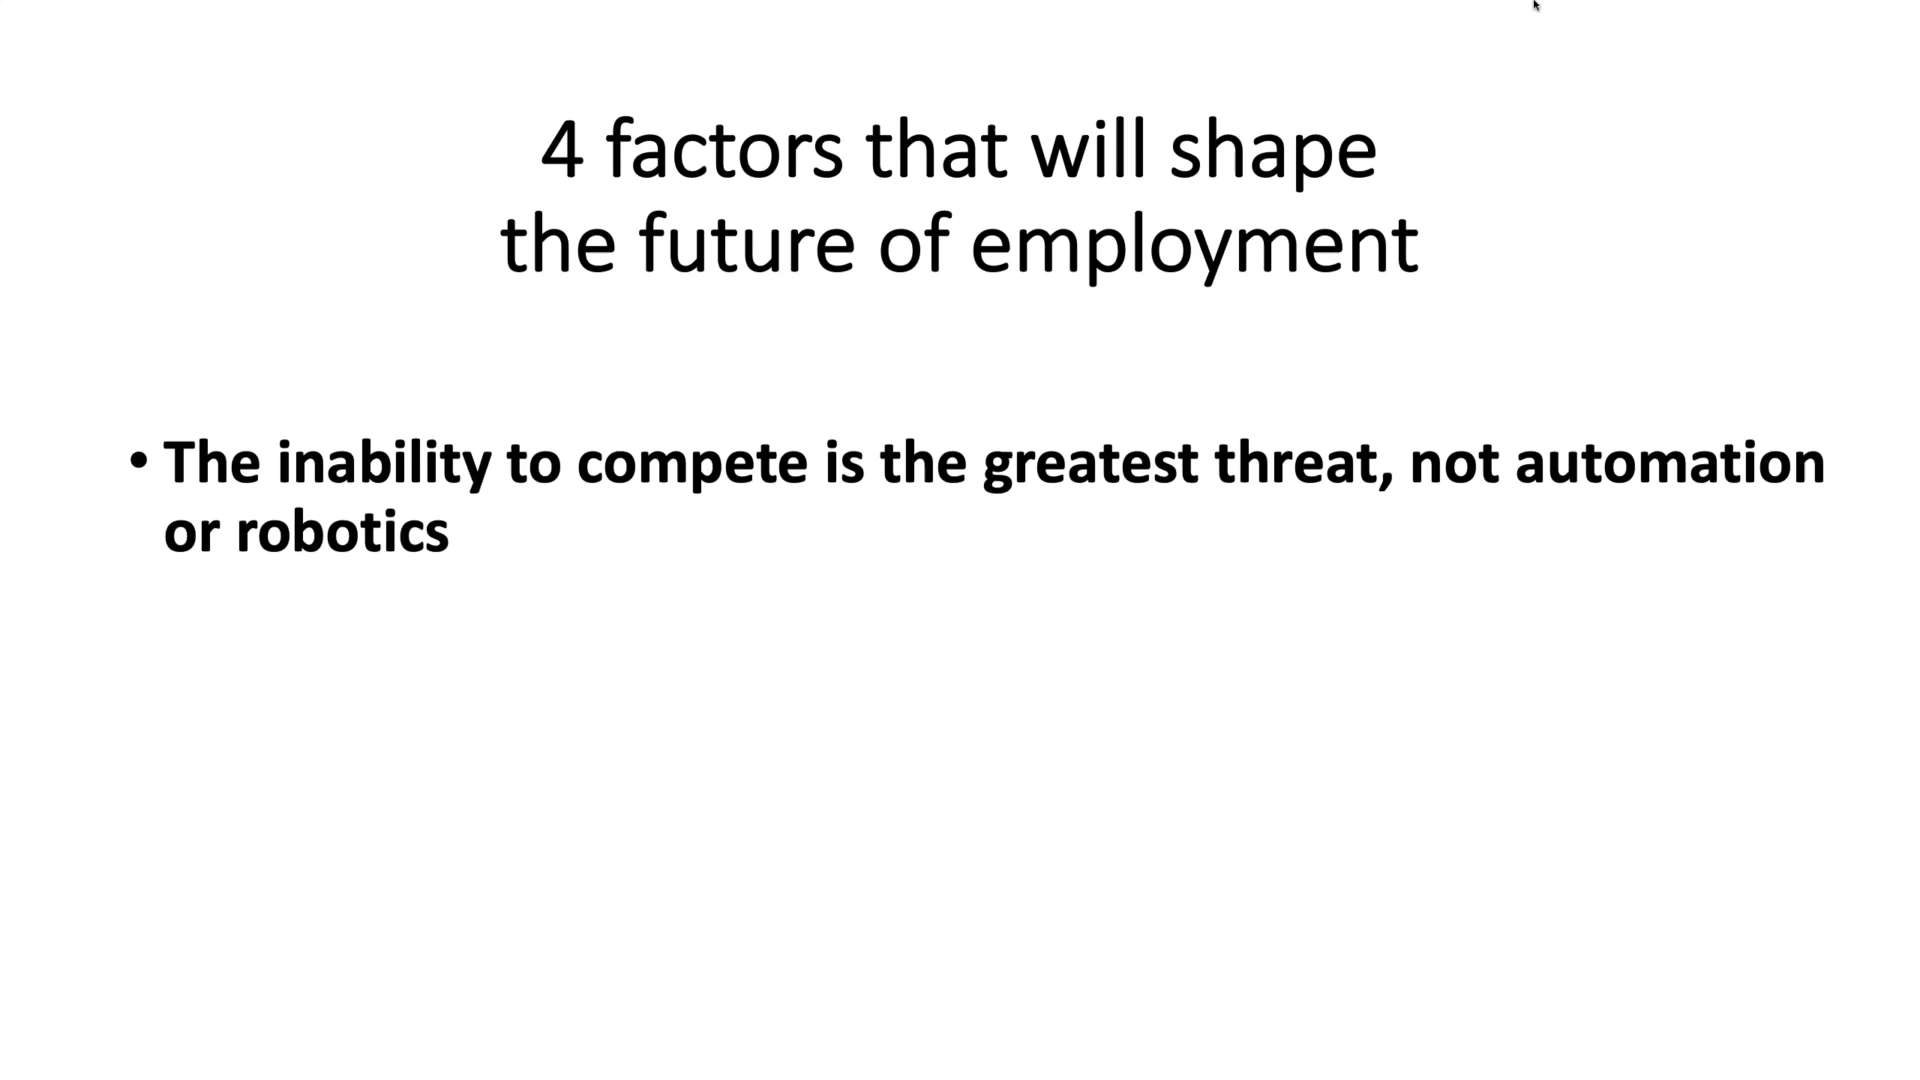 4 factors that will shape
the future of employment
• The inability to compete is the greatest threat, not automation
or robotics